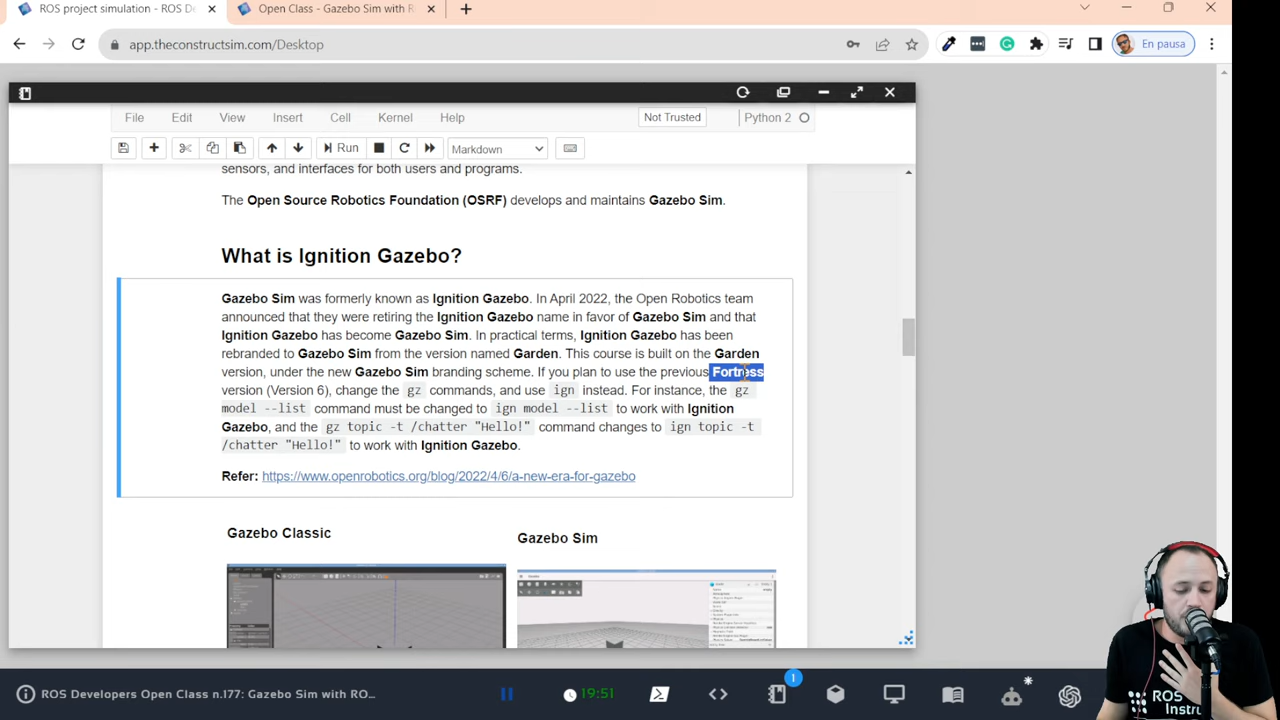 ROS project simulation - ROS De
Open Class - Gazebo Sim with R
app.theconstructsim.com/Desktop
En pausa
File Edit View Insert Cell Kernel Help
Not Trusted
Python 2
Run
Markdown
sensors, and interfaces for both users and programs.
The Open Source Robotics Foundation (OSRF) develops and maintains Gazebo Sim.
What is Ignition Gazebo?
Gazebo Sim was formerly known as Ignition Gazebo. In April 2022, the Open Robotics team
announced that they were retiring the Ignition Gazebo name in favor of Gazebo Sim and that
Ignition Gazebo has become Gazebo Sim. In practical terms, Ignition Gazebo has been
rebranded to Gazebo Sim from the version named Garden. This course is built on the Garden
version, under the new Gazebo Sim branding scheme. If you plan to use the previous Fortress
version (Version 6), change the gz commands, and use ign instead. For instance, the gz
model --list command must be changed to ign model --list to work with Ignition
Gazebo, and the gz topic -t /chatter "Hello!" command changes to ign topic -t
/chatter "Hello!" to work with Ignition Gazebo.
Refer: https://www.openrobotics.org/blog/2022/4/6/a-new-era-for-gazebo
Gazebo Classic
Gazebo Sim
ROS Developers Open Class n.177: Gazebo Sim with RO...
19:51
1
ROS
Instru